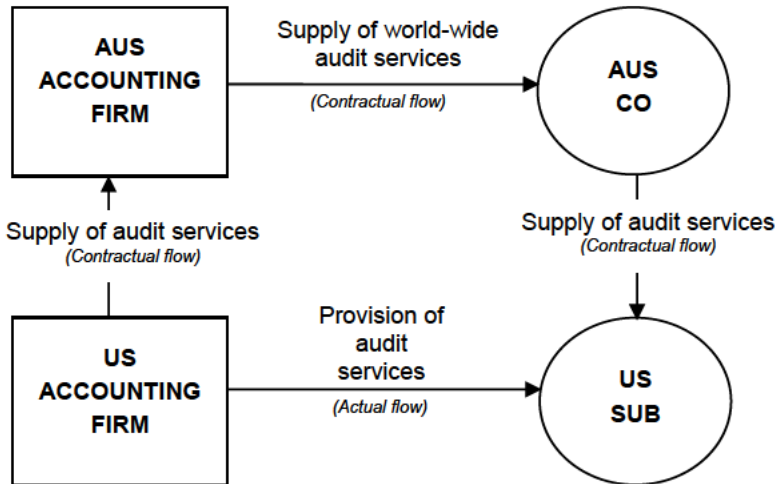 AUS
ACCOUNTING
FIRM
Supply of world-wide
audit services
(Contractual flow)
AUS
CO
Supply of audit services
(Contractual flow)
Supply of audit services
(Contractual flow)
US
ACCOUNTING
FIRM
Provision of
audit
services
(Actual flow)
US
SUB